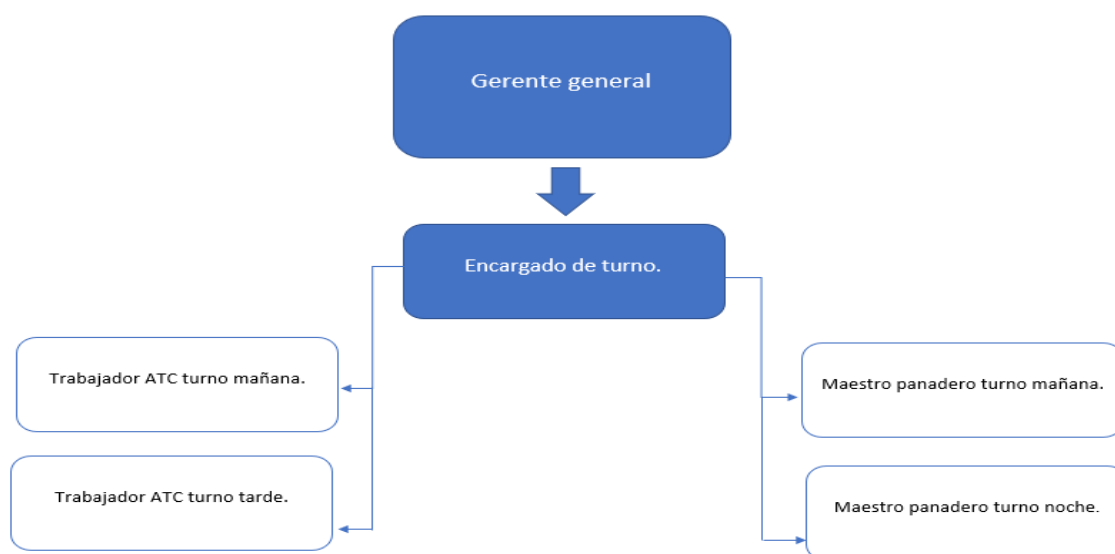 Gerente general
Encargado de turno.
Trabajador ATC turno mañana.
Maestro panadero turno mañana.
Trabajador ATC turno tarde.
Maestro panadero turno noche.